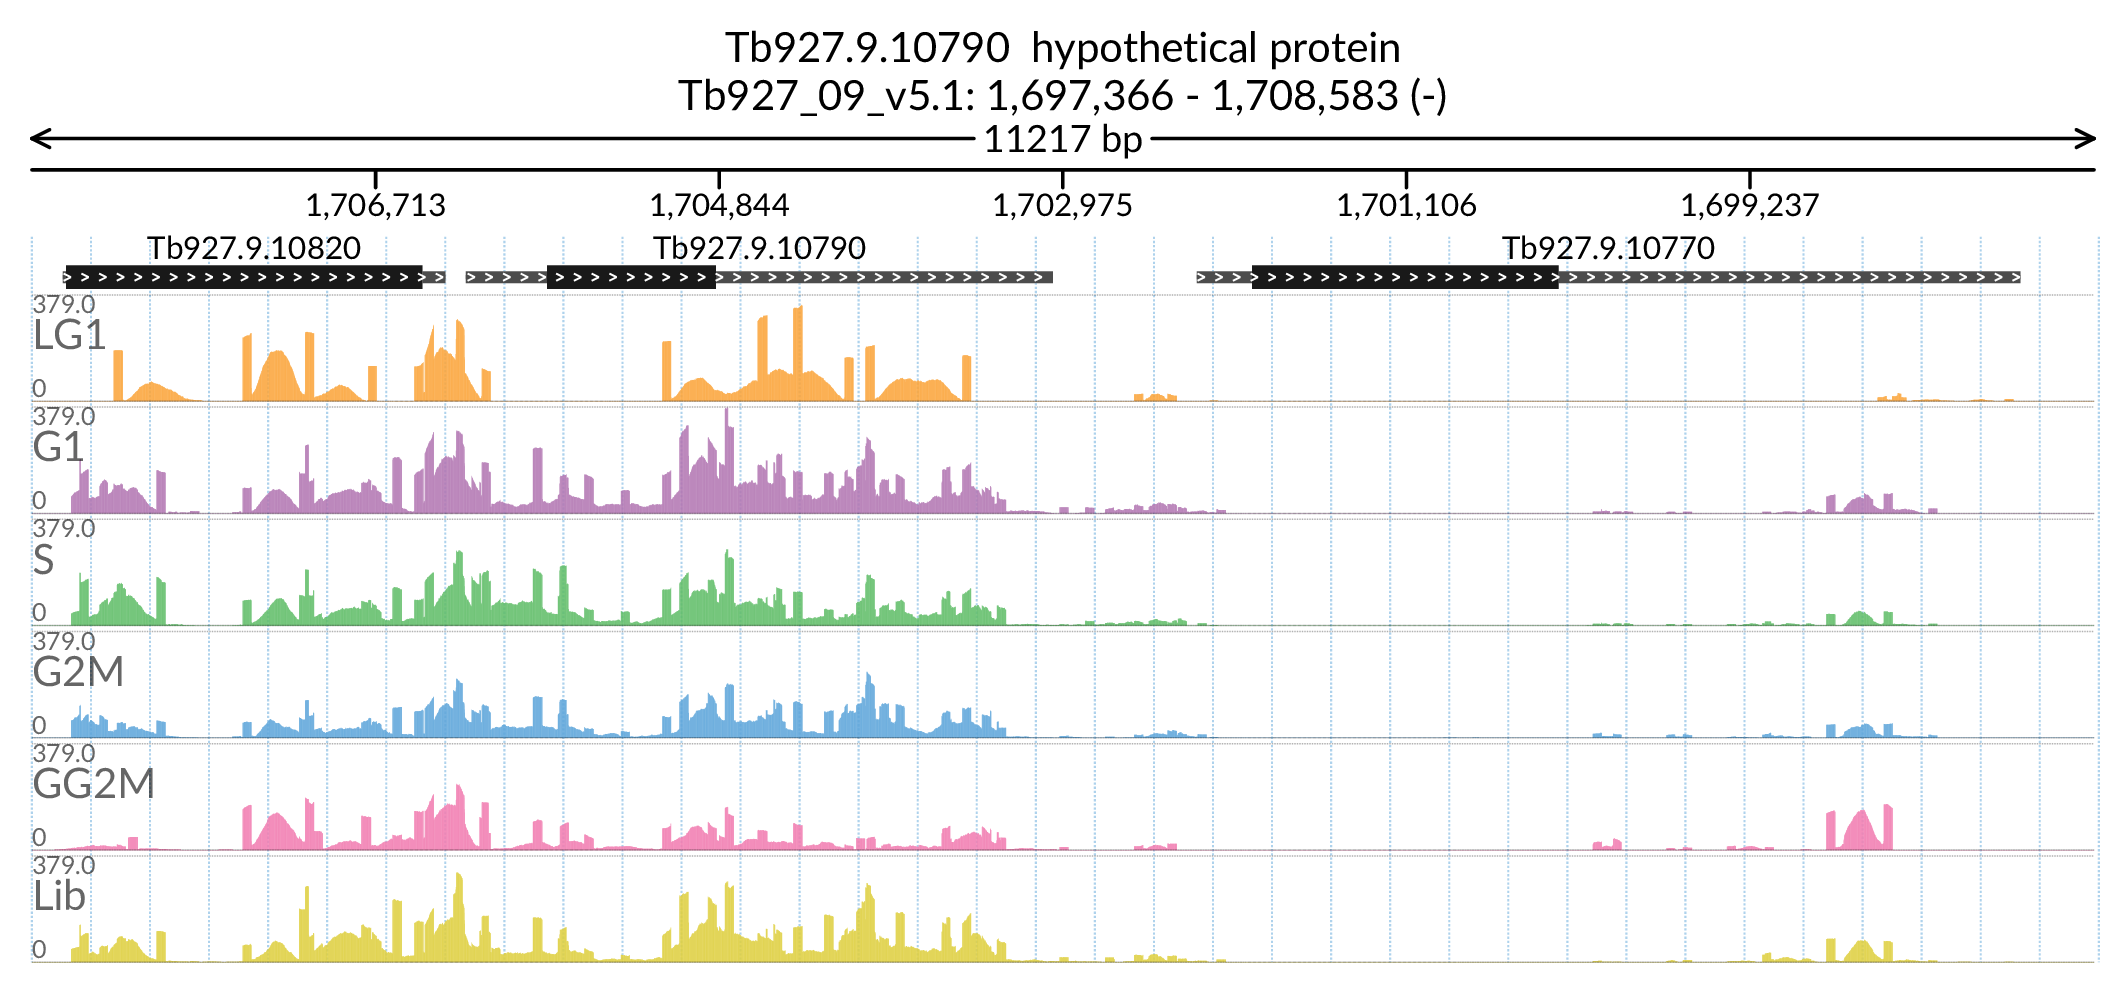 Tb927.9.10790  hypothetical protein
Tb927_09_v5.1: 1,697,366 - 1,708,583 (-)
11217 bp
1,706,713 1,704,844 1,702,975 1,701,106 1,699,237
Tb927.9.10820 Tb927.9.10790 Tb927.9.10770
379.0
LG1
0
379.0
G1
0
379.0
S
0
379.0
G2M
0
379.0
GG2M
0
379.0
Lib
0